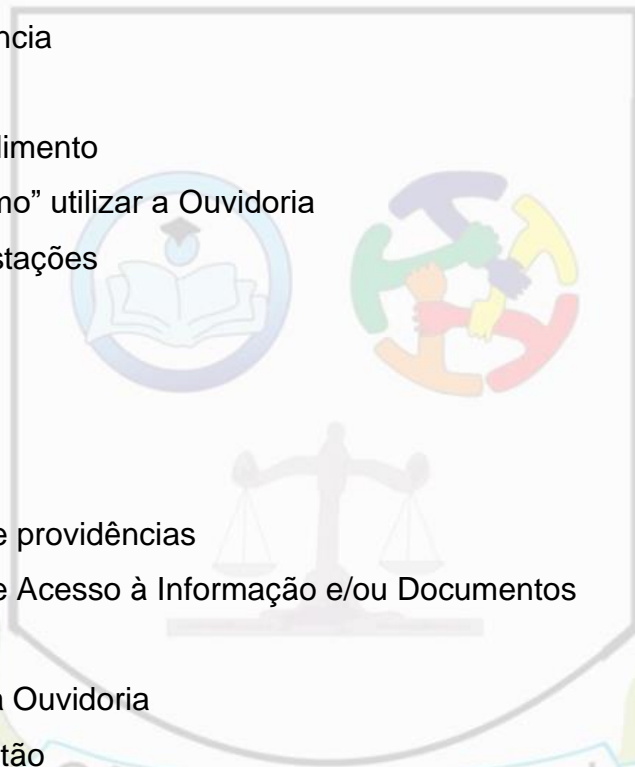 ncia
dimento
mo” utilizar a Ouvidoria
stações
e providências
e Acesso à Informação e/ou Documentos
a Ouvidoria
tão